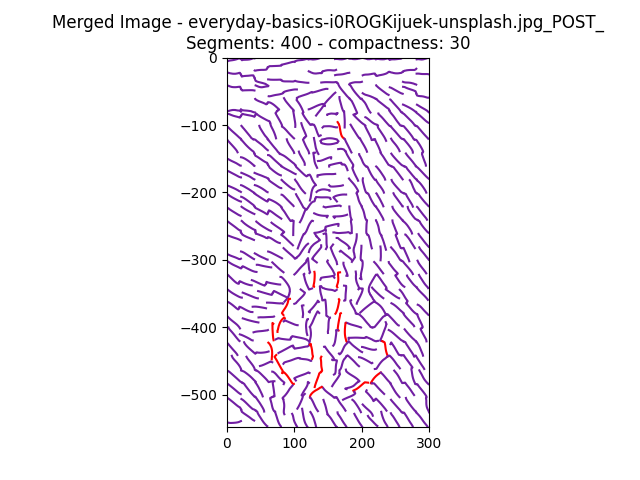 Merged Image - everyday-basics-i0ROGKijuek-unsplash.jpg_POST_
Segments: 400 - compactness: 30
0
−100
−200
−300
−400
−500
0 100 200 300